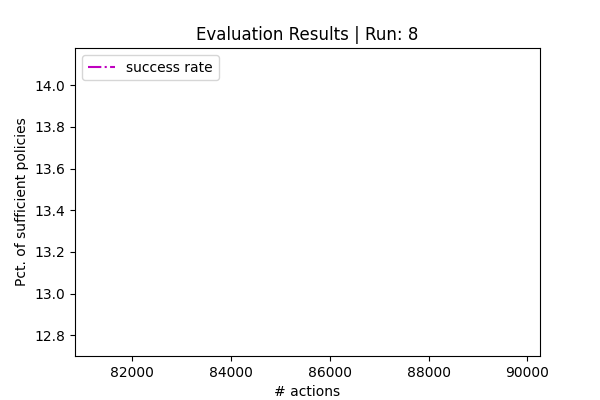 Evaluation Results | Run: 8
success rate
Pct. of sufficient policies
14.0
13.8
13.6
13.4
13.2
13.0
12.8
82000 84000 86000 88000 90000
# actions